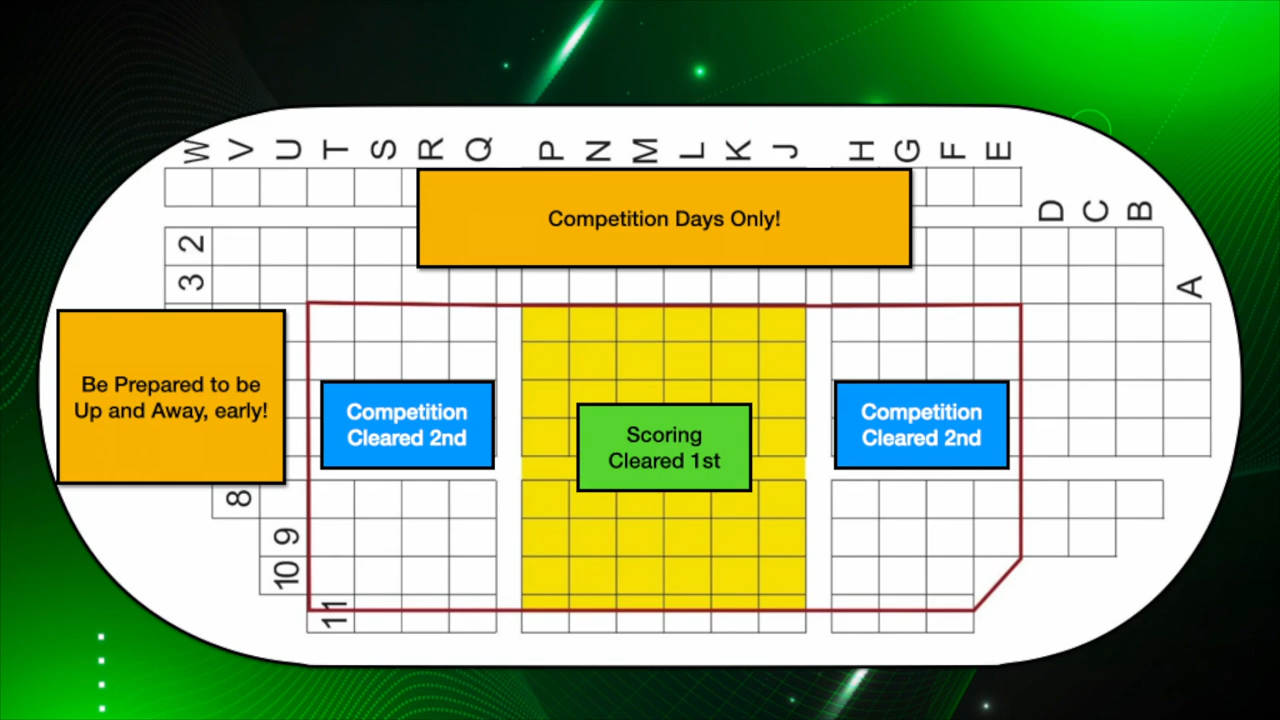 W V U T S R Q P N M L K J H G F E
D C B
A
Competition Days Only!
2
3
Be Prepared to be
Up and Away, early!
Competition
Cleared 2nd
Scoring
Cleared 1st
Competition
Cleared 2nd
8
9
10
11